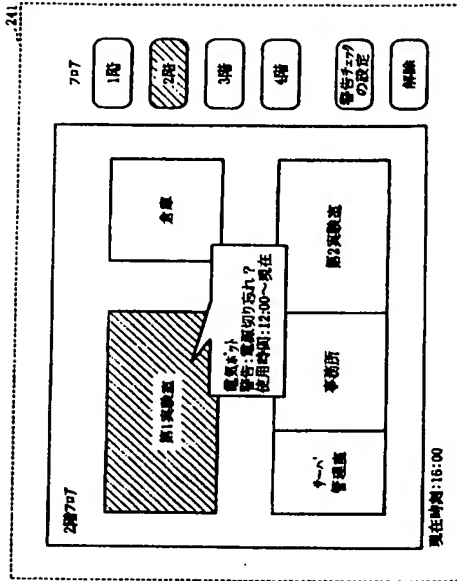 241
2階フロア
第1実験室
倉庫
電気ポット
警告:電源切り忘れ?
使用時間:12:00~現在
サーバ
管理室
事務所
第2実験室
現在時刻:16:00
フロア
1階
2階
3階
4階
警告チェック
の設定
解除